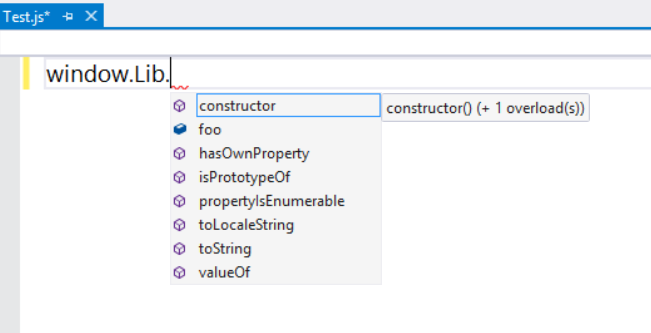 Test.js*
window.Lib.
constructor
constructor() (+ 1 overload(s))
foo
hasOwnProperty
isPrototypeOf
propertyIsEnumerable
toLocaleString
toString
valueOf